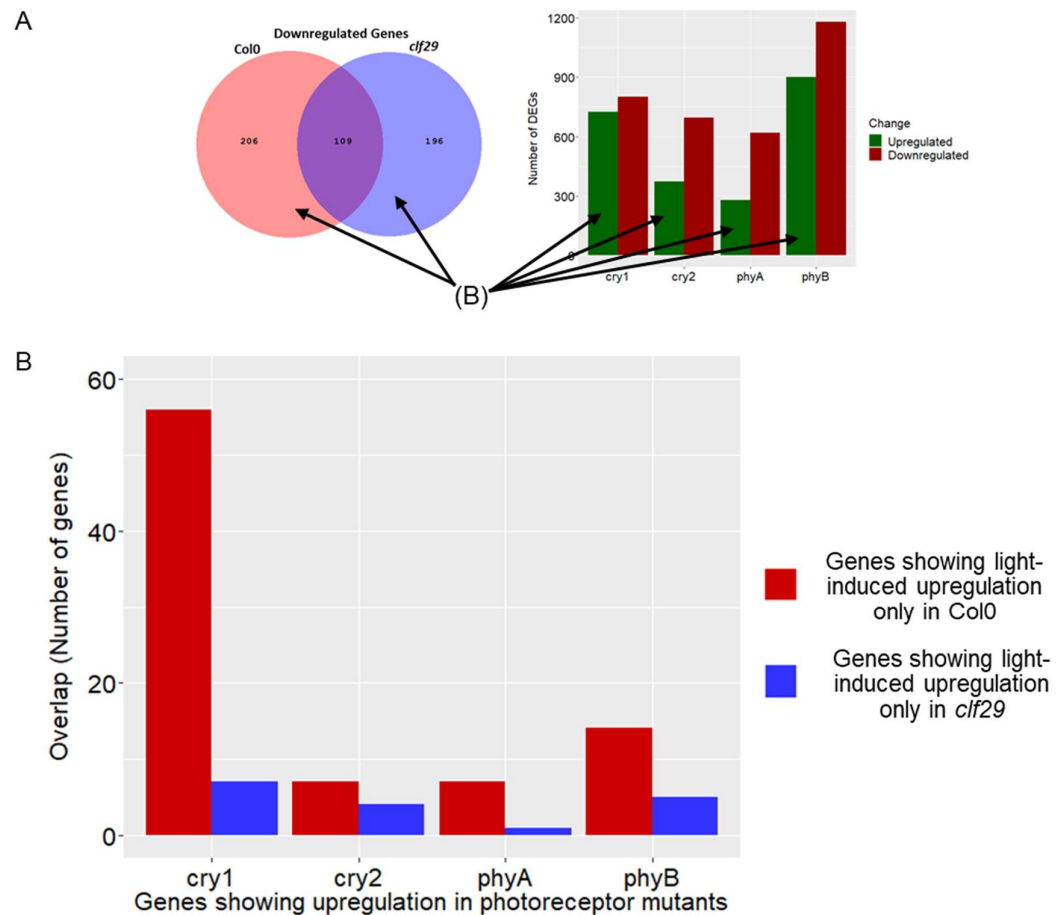 A
Downregulated Genes
Col0
clf29
206
109
196
(B)
1200
900
600
300
0
Number of DEGs
cry1
cry2
phyA
phyB
Change
Upregulated
Downregulated
B
60
40
20
0
Overlap (Number of genes)
cry1
cry2
phyA
phyB
Genes showing upregulation in photoreceptor mutants
Genes showing light-
induced upregulation
only in Col0
Genes showing light-
induced upregulation
only in clf29